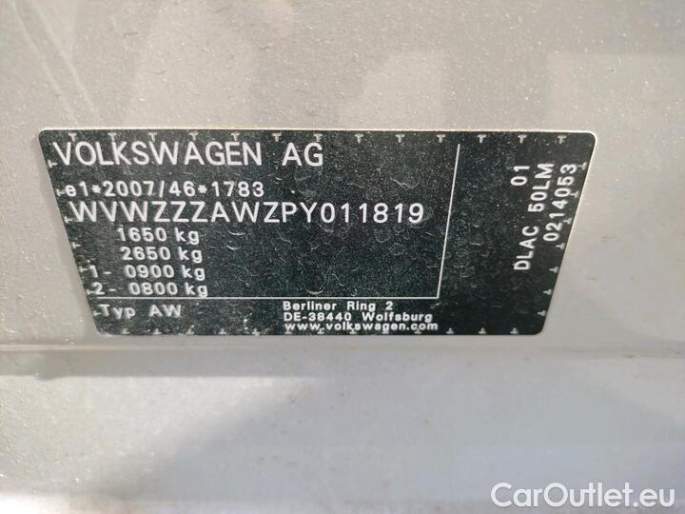 VOLKSWAGEN AG
e1*2007/46*1783
WVWZZZAWZPY011819
1650 kg
2650 kg
1- 0900 kg
2- 0800 kg
Typ AW
Berliner Ring 2
DE-38440 Wolfsburg
www.volkswagen.com
01
DLAC 50LM
0214053
CarOutlet.eu